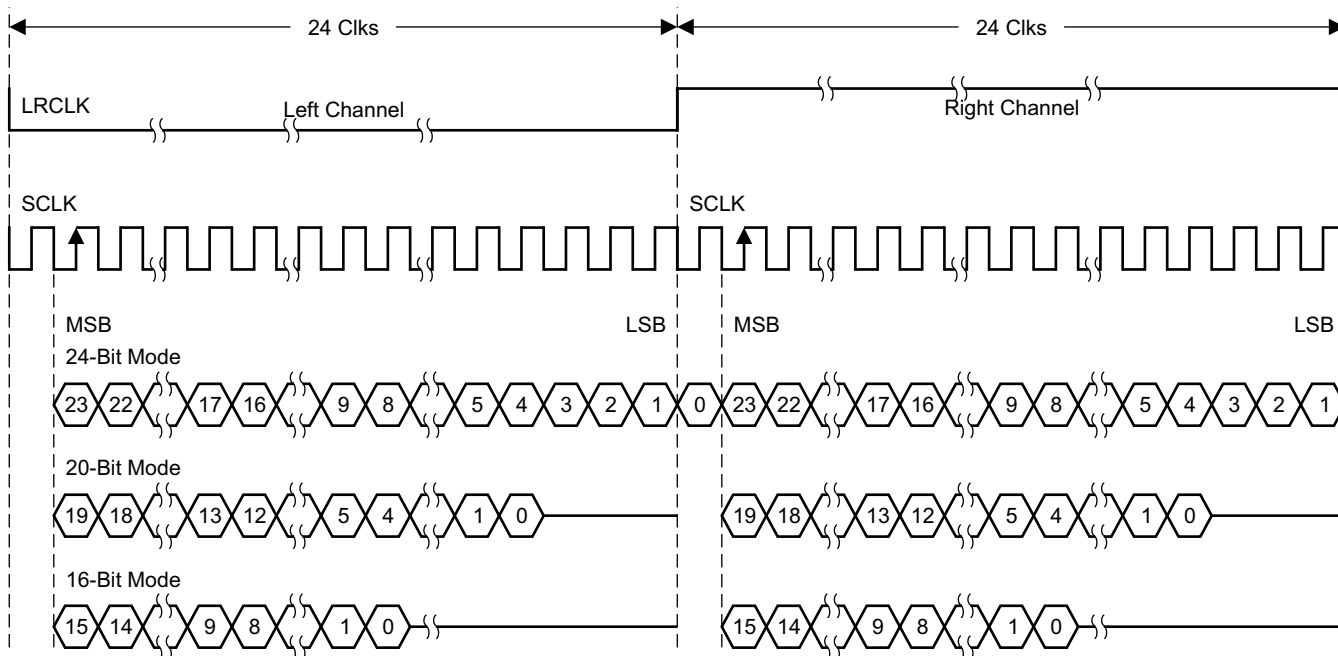 24 Clks 24 Clks
LRCLK Left Channel Right Channel
SCLK SCLK
MSB LSB MSB LSB
24-Bit Mode
23 22 17 16 9 8 5 4 3 2 1 0 23 22 17 16 9 8 5 4 3 2 1
20-Bit Mode
19 18 13 12 5 4 1 0 19 18 13 12 5 4 1 0
16-Bit Mode
15 14 9 8 1 0 15 14 9 8 1 0